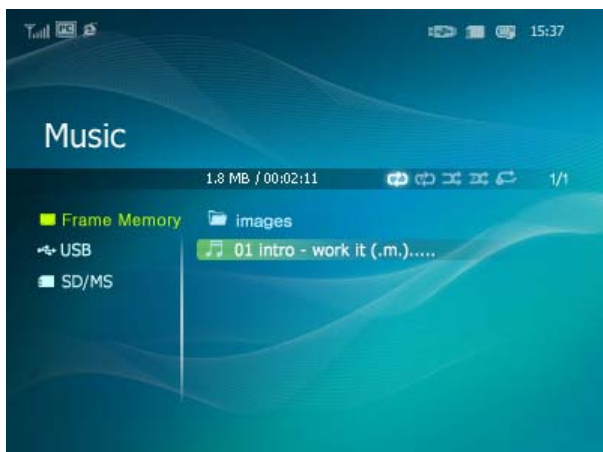 PC 15:37
Music
1.8 MB / 00:02:11 1/1
Frame Memory
images
USB
01 intro - work it (.m.).....
SD/MS